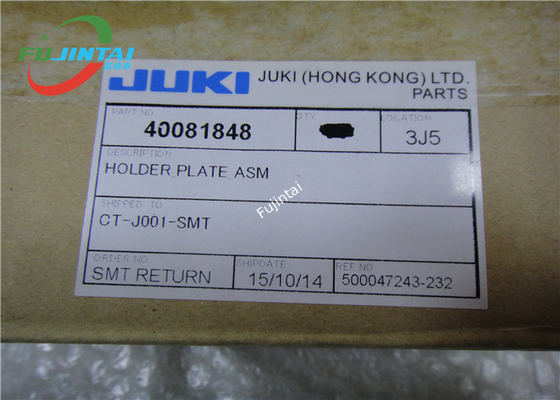 FUJINTAI
JUKI
JUKI (HONG KONG) LTD.
PARTS
PART NO
40081848
QTY
LOCATION
3J5
DESCRIPTION
HOLDER PLATE ASM
Fujintai
SHIPPED TO
CT-J001-SMT
ORDER NO
SMT RETURN
SHIPDATE
15/10/14
REF NO
500047243-232